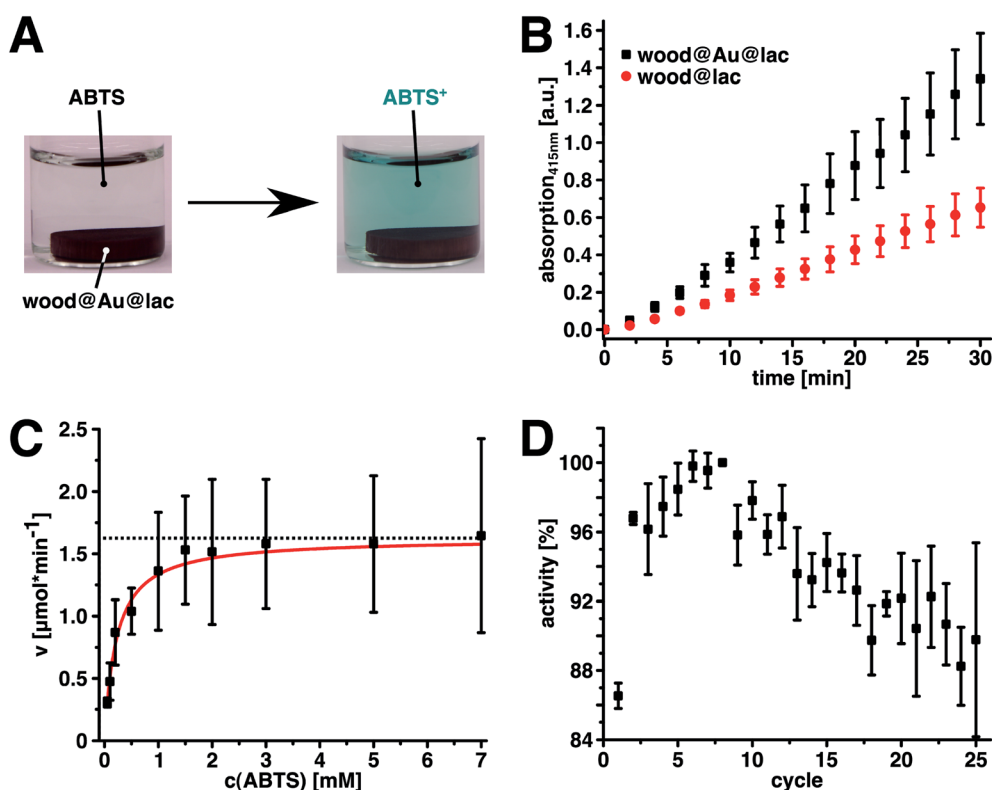 A
ABTS
ABTS⁺
wood@Au@lac
B
wood@Au@lac
wood@lac
absorption₄₁₅ₙₘ [a.u.]
1.6
1.4
1.2
1.0
0.8
0.6
0.4
0.2
0.0
0 5 10 15 20 25 30
time [min]
C
v [µmol*min⁻¹]
2.5
2.0
1.5
1.0
0.5
0
0 1 2 3 4 5 6 7
c(ABTS) [mM]
D
activity [%]
100
96
92
88
84
0 5 10 15 20 25
cycle